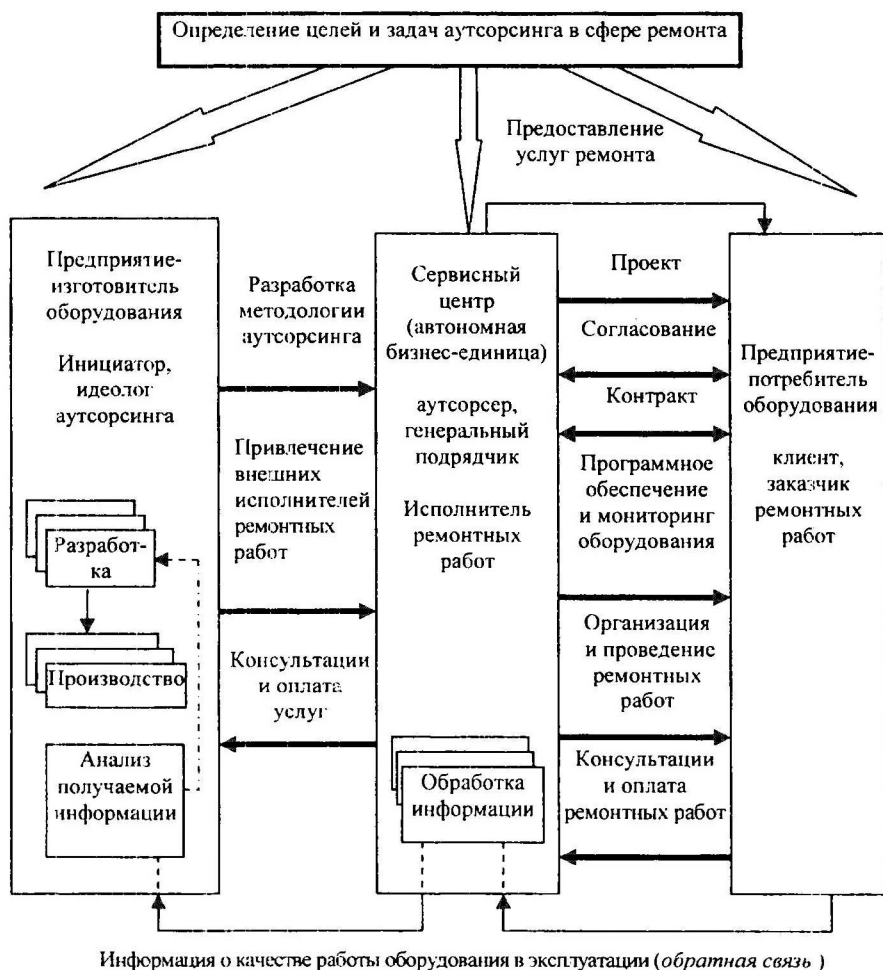 Определение целей и задач аутсорсинга в сфере ремонта
Предоставление
услуг ремонта
Предприятие-
изготовитель
оборудования
Инициатор,
идеолог
аутсорсинга
Разработ-
ка
Производство
Анализ
получаемой
информации
Разработка
методологии
аутсорсинга
Привлечение
внешних
исполнителей
ремонтных
работ
Консультации
и оплата
услуг
Сервисный
центр
(автономная
бизнес-единица)
аутсорсер,
генеральный
подрядчик
Исполнитель
ремонтных
работ
Обработка
информации
Проект
Согласование
Контракт
Программное
обеспечение
и мониторинг
оборудования
Организация
и проведение
ремонтных
работ
Консультации
и оплата
ремонтных работ
Предприятие-
потребитель
оборудования
клиент,
заказчик
ремонтных
работ
Информация о качестве работы оборудования в эксплуатации (обратная связь )